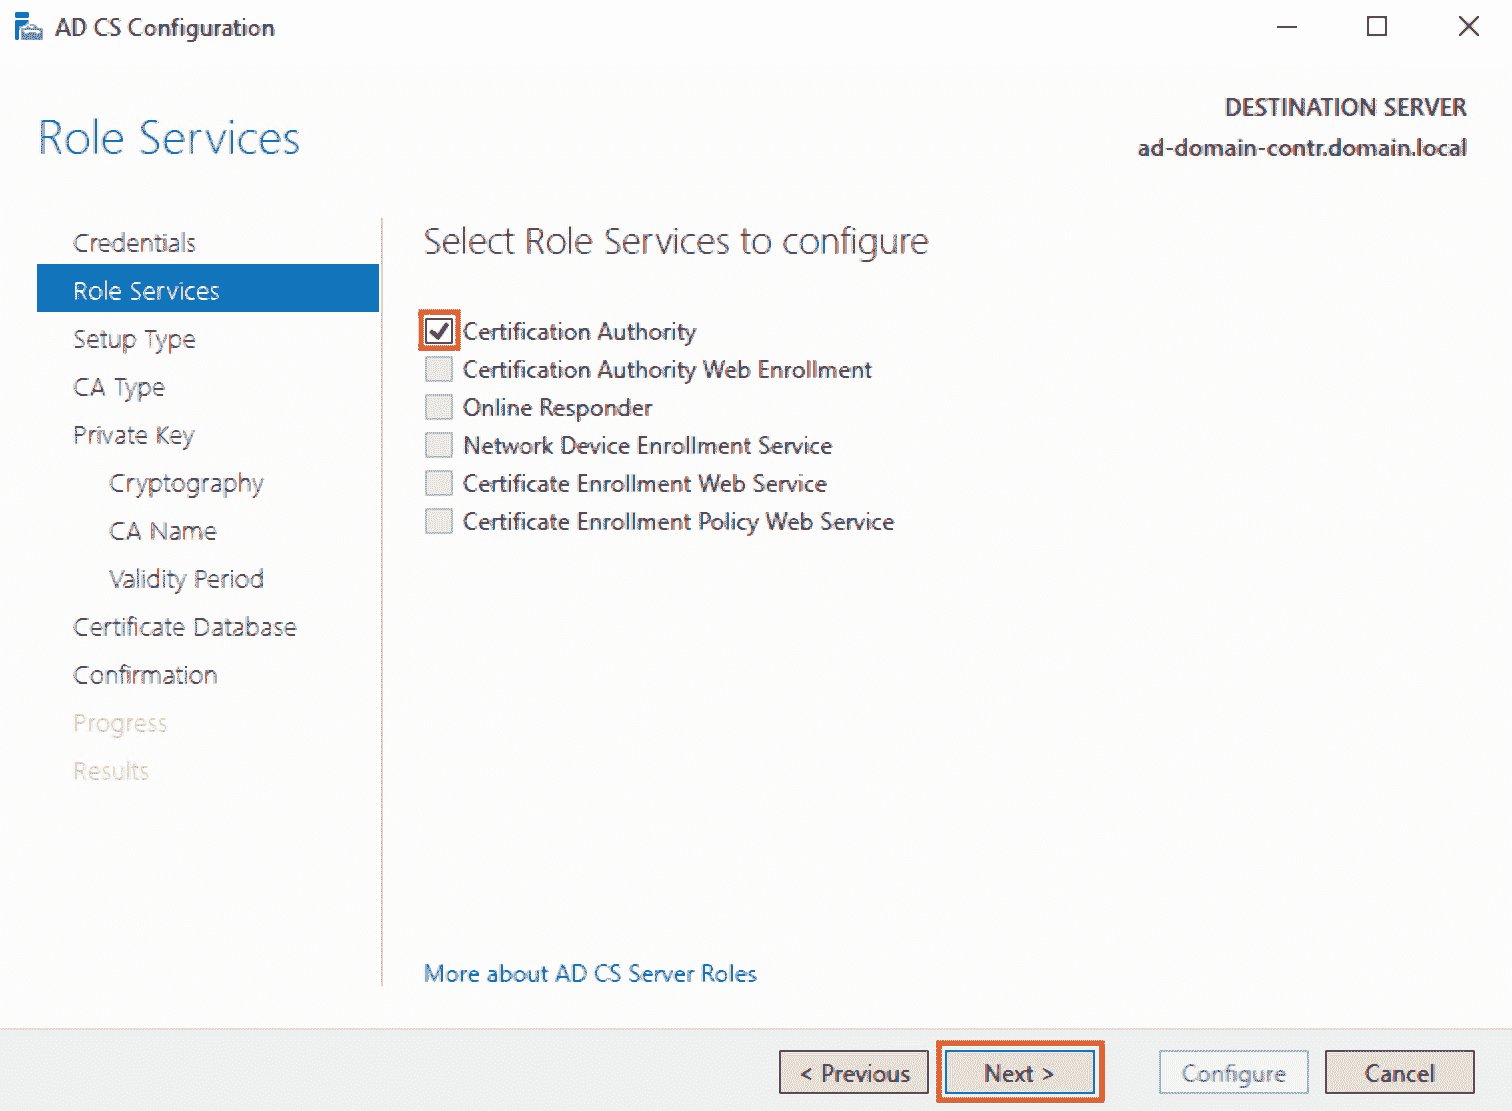 AD CS Configuration
Role Services
DESTINATION SERVER
ad-domain-contr.domain.local
Credentials
Role Services
Setup Type
CA Type
Private Key
Cryptography
CA Name
Validity Period
Certificate Database
Confirmation
Progress
Results
Select Role Services to configure
Certification Authority
Certification Authority Web Enrollment
Online Responder
Network Device Enrollment Service
Certificate Enrollment Web Service
Certificate Enrollment Policy Web Service
More about AD CS Server Roles
< Previous
Next >
Configure
Cancel